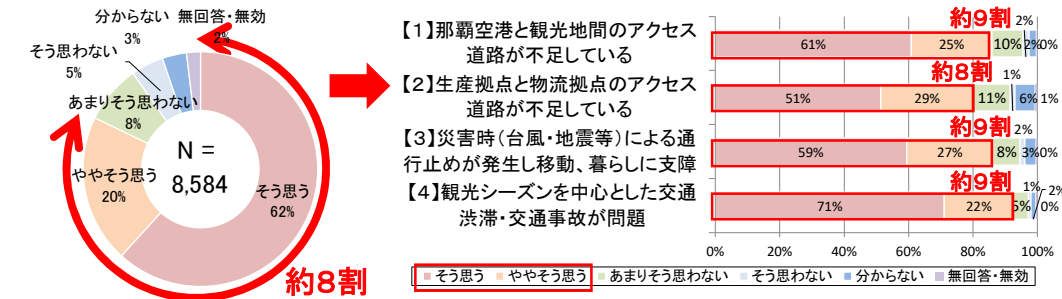 分からない
3%
無回答・無効
2%
そう思わない
5%
あまりそう思わない
8%
ややそう思う
20%
N =
8,584
そう思う
62%
約8割
【1】那覇空港と観光地間のアクセス
道路が不足している
【2】生産拠点と物流拠点のアクセス
道路が不足している
【3】災害時(台風・地震等)による通
行止めが発生し移動、暮らしに支障
【4】観光シーズンを中心とした交通
渋滞・交通事故が問題
約9割
2%
61% 25% 10% 2% 0%
約8割
1%
51% 29% 11% 6% 1%
約9割
2%
59% 27% 8% 3% 0%
約9割
1%
2%
71% 22% 5% 0%
0% 20% 40% 60% 80% 100%
そう思う ややそう思う あまりそう思わない そう思わない 分からない 無回答・無効